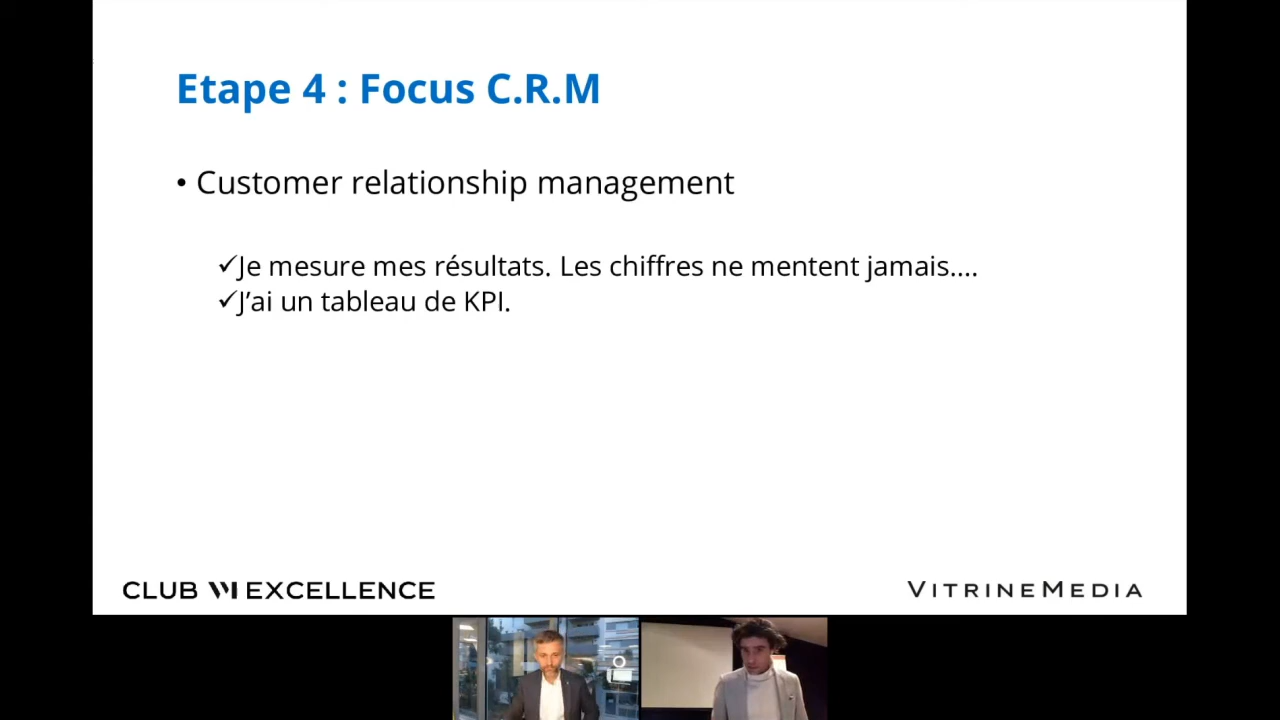 Etape 4 : Focus C.R.M
• Customer relationship management
✓Je mesure mes résultats. Les chiffres ne mentent jamais....
✓J’ai un tableau de KPI.
CLUB VM EXCELLENCE
VITRINEMEDIA